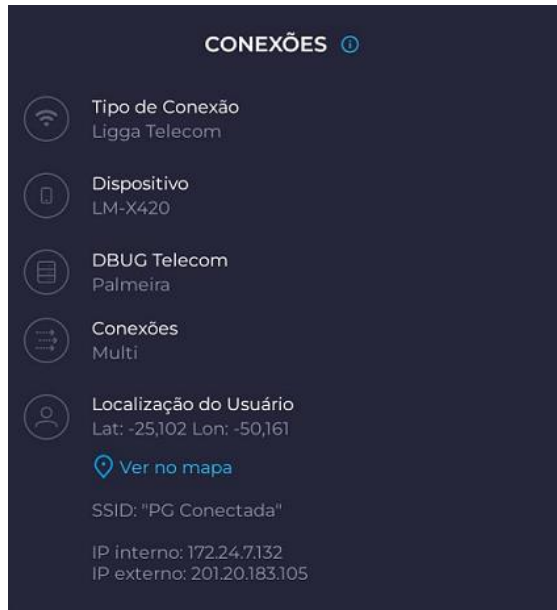 CONEXÕES
Tipo de Conexão
Ligga Telecom
Dispositivo
LM-X420
DBUG Telecom
Palmeira
Conexões
Multi
Localização do Usuário
Lat: -25,102 Lon: -50,161
Ver no mapa
SSID: "PG Conectada"
IP interno: 172.24.7.132
IP externo: 201.20.183.105